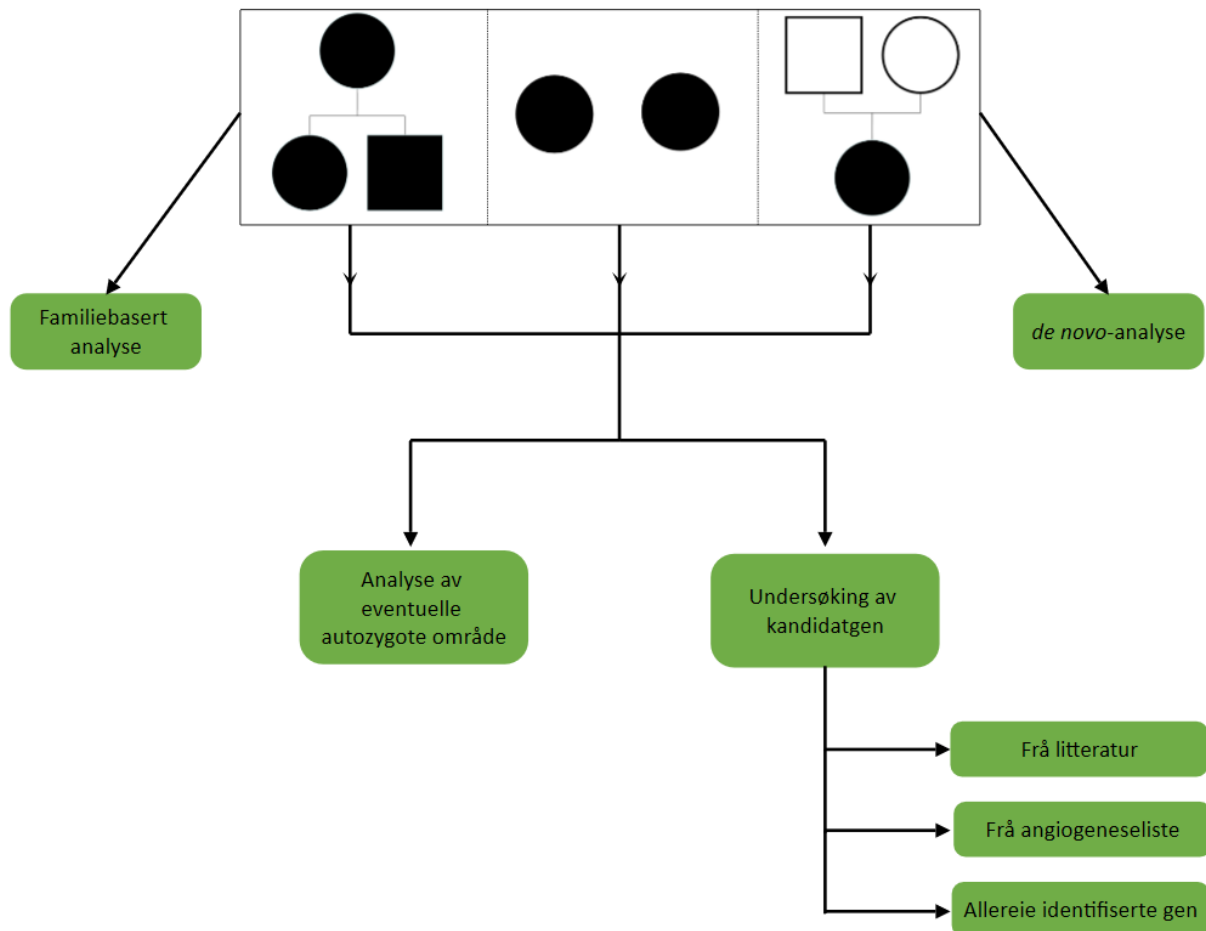 Familiebasert
analyse
de novo-analyse
Analyse av
eventuelle
autozygote område
Undersøking av
kandidatgen
Frå litteratur
Frå angiogeneseliste
Allereie identifiserte gen